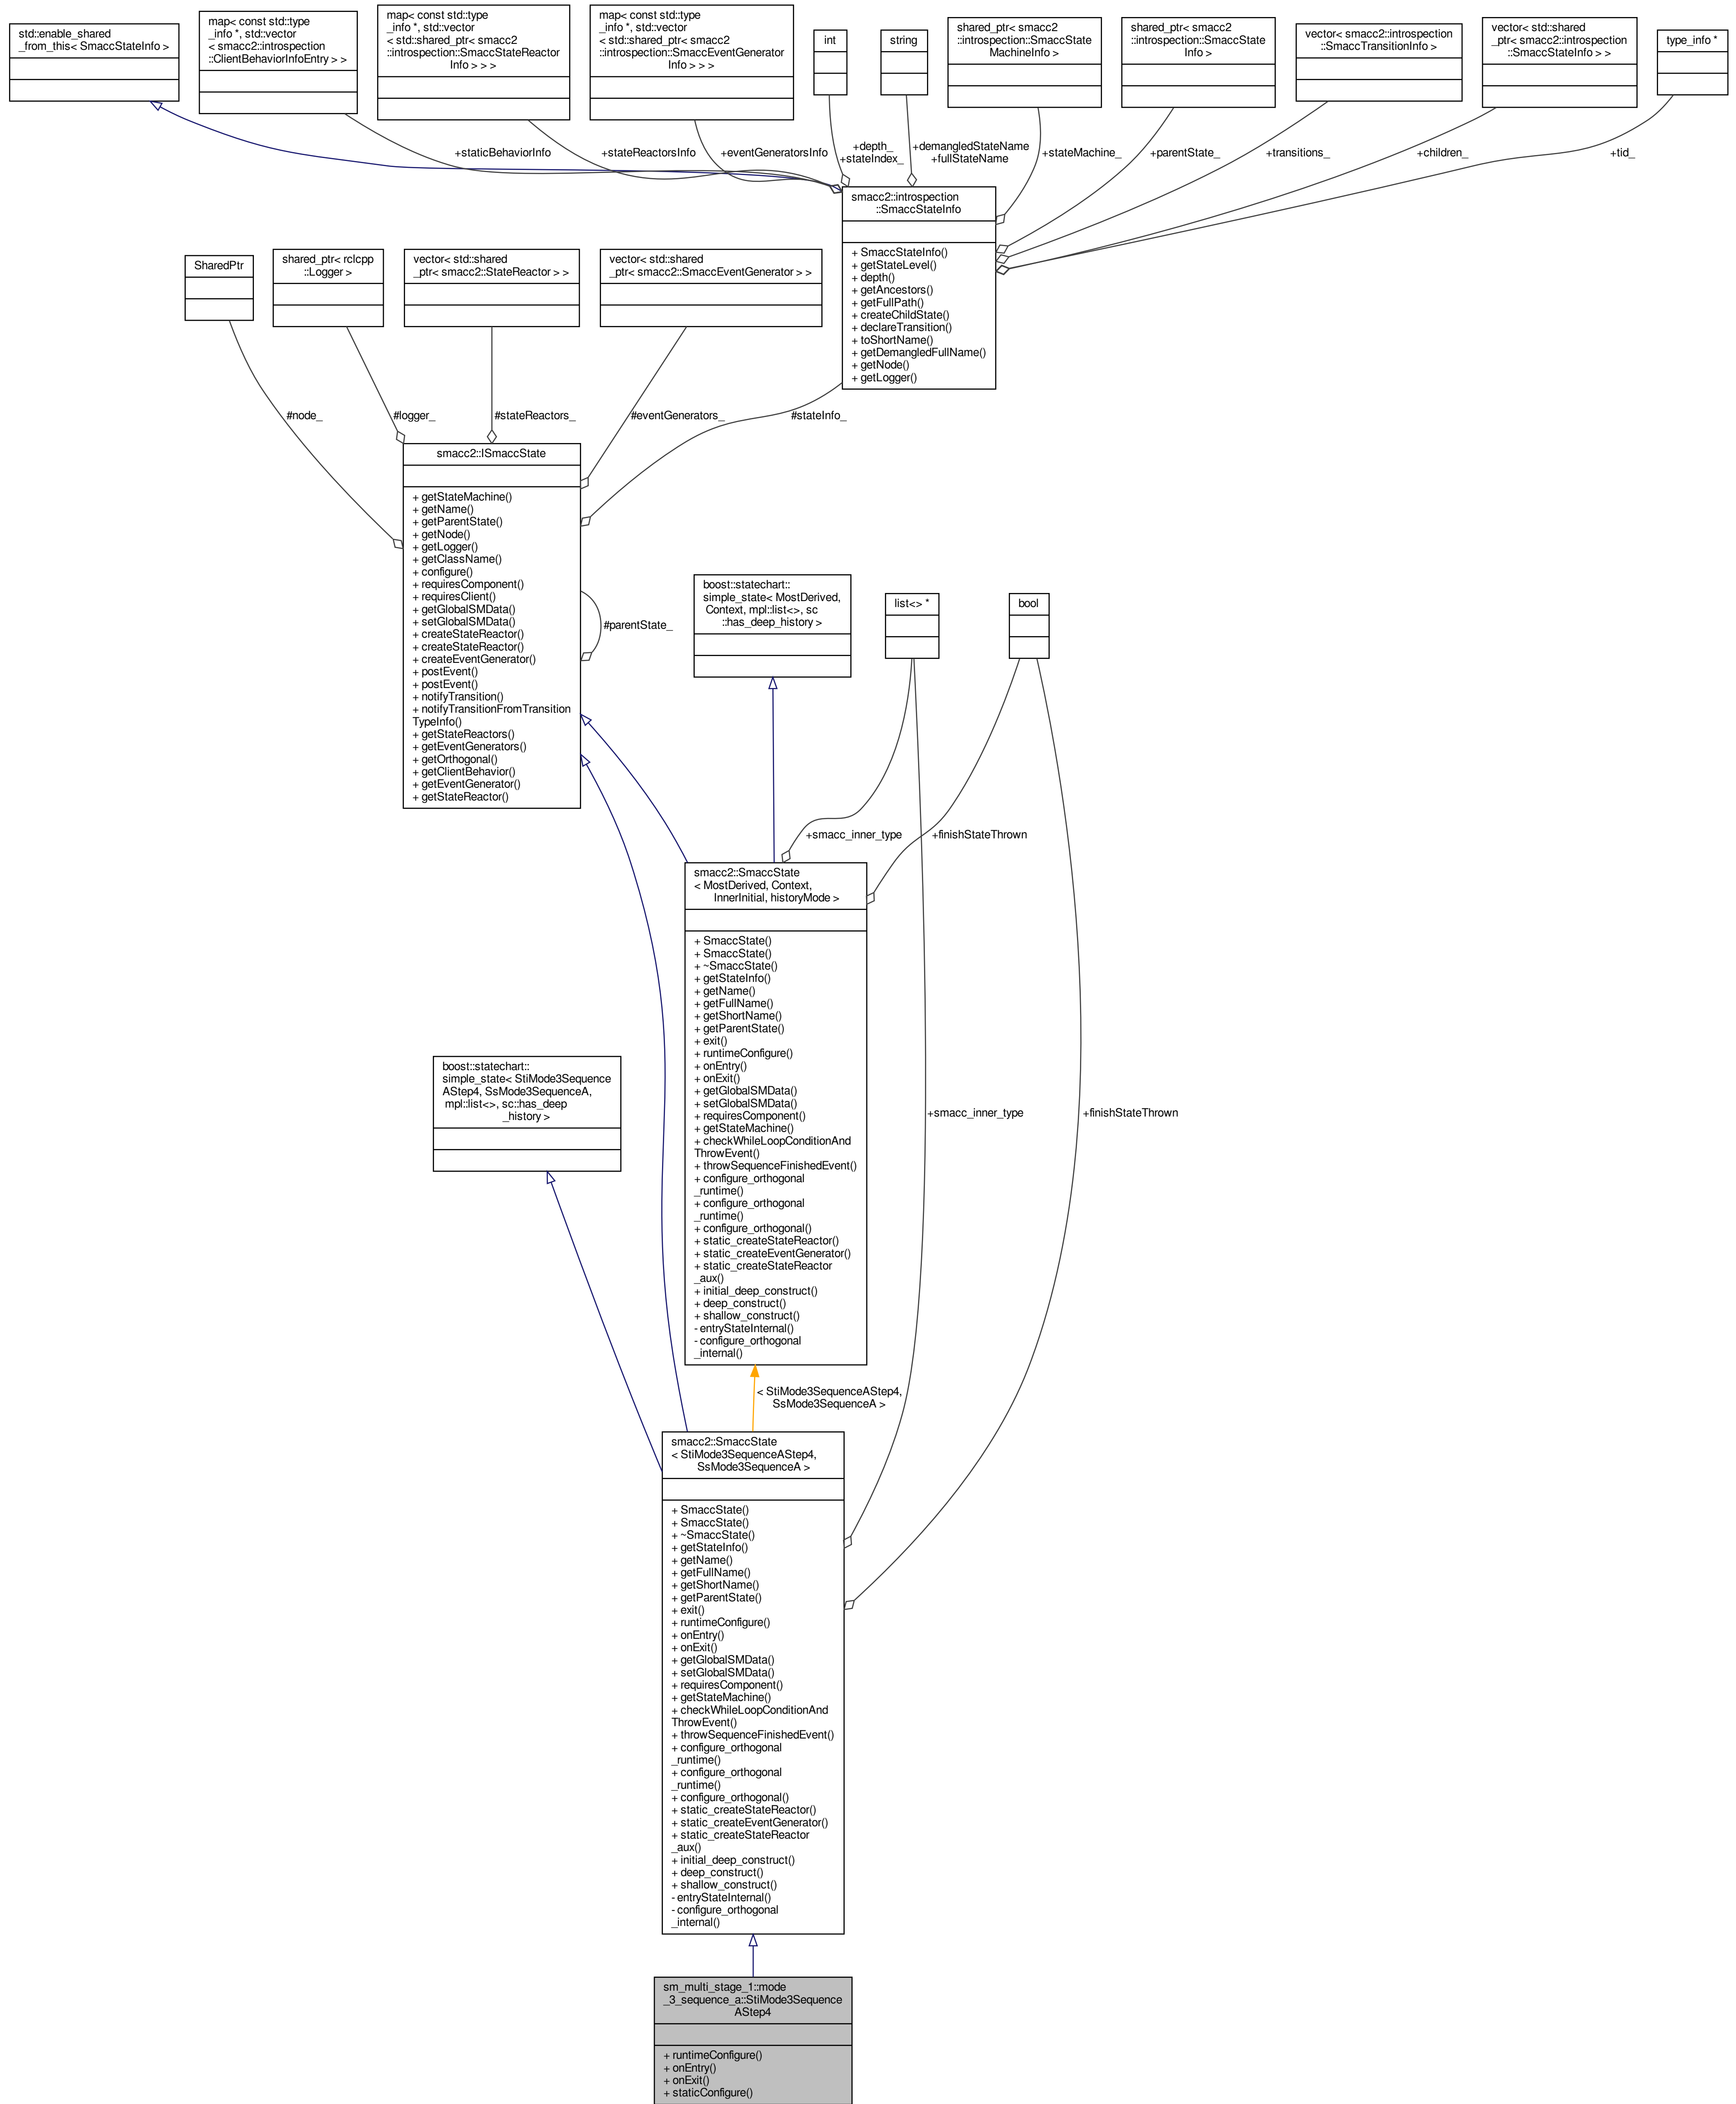 std::enable_shared
_from_this< SmaccStateInfo >
map< const std::type
_info *, std::vector
< smacc2::introspection
::ClientBehaviorInfoEntry > >
map< const std::type
_info *, std::vector
< std::shared_ptr< smacc2
::introspection::SmaccStateReactor
Info > > >
map< const std::type
_info *, std::vector
< std::shared_ptr< smacc2
::introspection::SmaccEventGenerator
Info > > >
int
string
shared_ptr< smacc2
::introspection::SmaccState
MachineInfo >
shared_ptr< smacc2
::introspection::SmaccState
Info >
vector< smacc2::introspection
::SmaccTransitionInfo >
vector< std::shared
_ptr< smacc2::introspection
::SmaccStateInfo > >
type_info *
+staticBehaviorInfo
+stateReactorsInfo
+eventGeneratorsInfo
+depth_
+stateIndex_
+demangledStateName
+fullStateName
+stateMachine_
+parentState_
+transitions_
+children_
+tid_
smacc2::introspection
::SmaccStateInfo
+ SmaccStateInfo()
+ getStateLevel()
+ depth()
+ getAncestors()
+ getFullPath()
+ createChildState()
+ declareTransition()
+ toShortName()
+ getDemangledFullName()
+ getNode()
+ getLogger()
SharedPtr
shared_ptr< rclcpp
::Logger >
vector< std::shared
_ptr< smacc2::StateReactor > >
vector< std::shared
_ptr< smacc2::SmaccEventGenerator > >
#node_
#logger_
#stateReactors_
#eventGenerators_
#stateInfo_
smacc2::ISmaccState
+ getStateMachine()
+ getName()
+ getParentState()
+ getNode()
+ getLogger()
+ getClassName()
+ configure()
+ requiresComponent()
+ requiresClient()
+ getGlobalSMData()
+ setGlobalSMData()
+ createStateReactor()
+ createStateReactor()
+ createEventGenerator()
+ postEvent()
+ postEvent()
+ notifyTransition()
+ notifyTransitionFromTransition
TypeInfo()
+ getStateReactors()
+ getEventGenerators()
+ getOrthogonal()
+ getClientBehavior()
+ getEventGenerator()
+ getStateReactor()
#parentState_
boost::statechart::
simple_state< MostDerived,
Context, mpl::list<>, sc
::has_deep_history >
list<> *
bool
+smacc_inner_type
+finishStateThrown
smacc2::SmaccState
< MostDerived, Context,
InnerInitial, historyMode >
+ SmaccState()
+ SmaccState()
+ ~SmaccState()
+ getStateInfo()
+ getName()
+ getFullName()
+ getShortName()
+ getParentState()
+ exit()
+ runtimeConfigure()
+ onEntry()
+ onExit()
+ getGlobalSMData()
+ setGlobalSMData()
+ requiresComponent()
+ getStateMachine()
+ checkWhileLoopConditionAnd
ThrowEvent()
+ throwSequenceFinishedEvent()
+ configure_orthogonal
_runtime()
+ configure_orthogonal
_runtime()
+ configure_orthogonal()
+ static_createStateReactor()
+ static_createEventGenerator()
+ static_createStateReactor
_aux()
+ initial_deep_construct()
+ deep_construct()
+ shallow_construct()
- entryStateInternal()
- configure_orthogonal
_internal()
boost::statechart::
simple_state< StiMode3Sequence
AStep4, SsMode3SequenceA,
mpl::list<>, sc::has_deep
_history >
+smacc_inner_type
+finishStateThrown
< StiMode3SequenceAStep4,
SsMode3SequenceA >
smacc2::SmaccState
< StiMode3SequenceAStep4,
SsMode3SequenceA >
+ SmaccState()
+ SmaccState()
+ ~SmaccState()
+ getStateInfo()
+ getName()
+ getFullName()
+ getShortName()
+ getParentState()
+ exit()
+ runtimeConfigure()
+ onEntry()
+ onExit()
+ getGlobalSMData()
+ setGlobalSMData()
+ requiresComponent()
+ getStateMachine()
+ checkWhileLoopConditionAnd
ThrowEvent()
+ throwSequenceFinishedEvent()
+ configure_orthogonal
_runtime()
+ configure_orthogonal
_runtime()
+ configure_orthogonal()
+ static_createStateReactor()
+ static_createEventGenerator()
+ static_createStateReactor
_aux()
+ initial_deep_construct()
+ deep_construct()
+ shallow_construct()
- entryStateInternal()
- configure_orthogonal
_internal()
sm_multi_stage_1::mode
_3_sequence_a::StiMode3Sequence
AStep4
+ runtimeConfigure()
+ onEntry()
+ onExit()
+ staticConfigure()